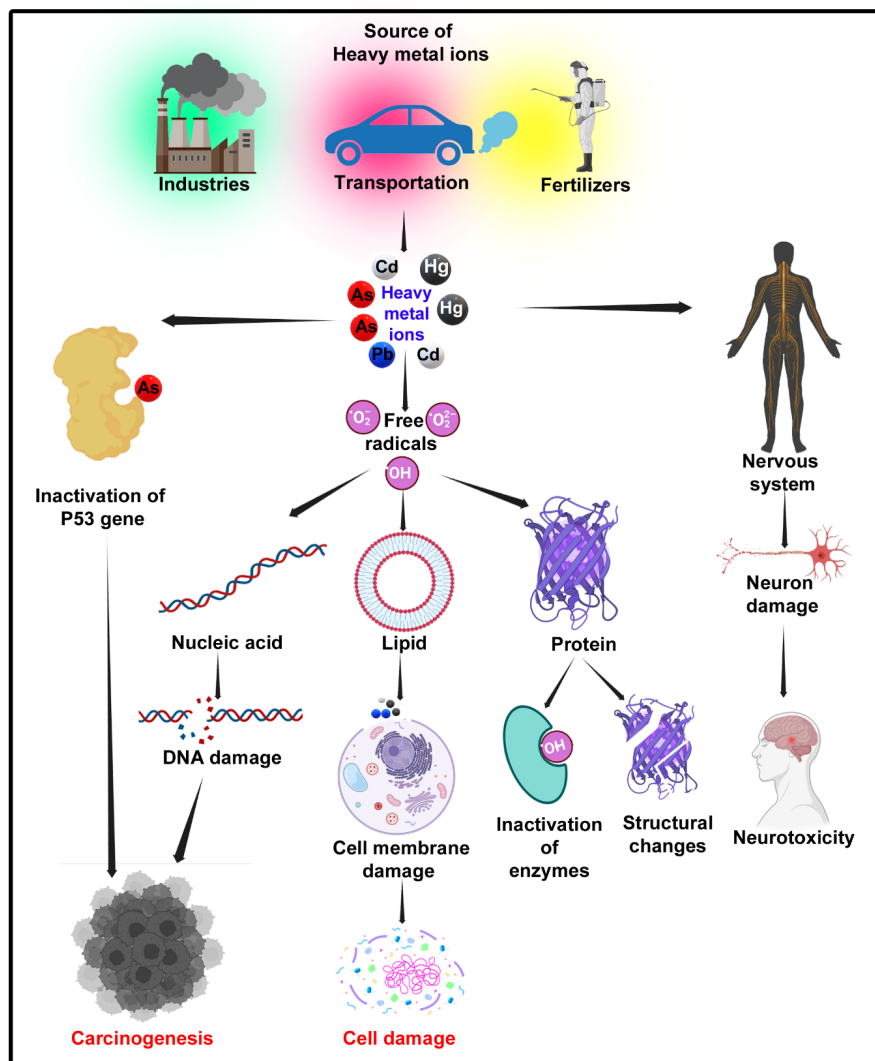 Source of
Heavy metal ions
Industries
Transportation
Fertilizers
Cd
Hg
As
Heavy
metal
ions
Hg
As
Pb
Cd
As
•O₂⁻
Free
radicals
•O₂²⁻
•OH
Inactivation of
P53 gene
Nervous
system
Nucleic acid
Lipid
Protein
Neuron
damage
DNA damage
•OH
Cell membrane
damage
Inactivation
of
enzymes
Structural
changes
Neurotoxicity
Carcinogenesis
Cell damage